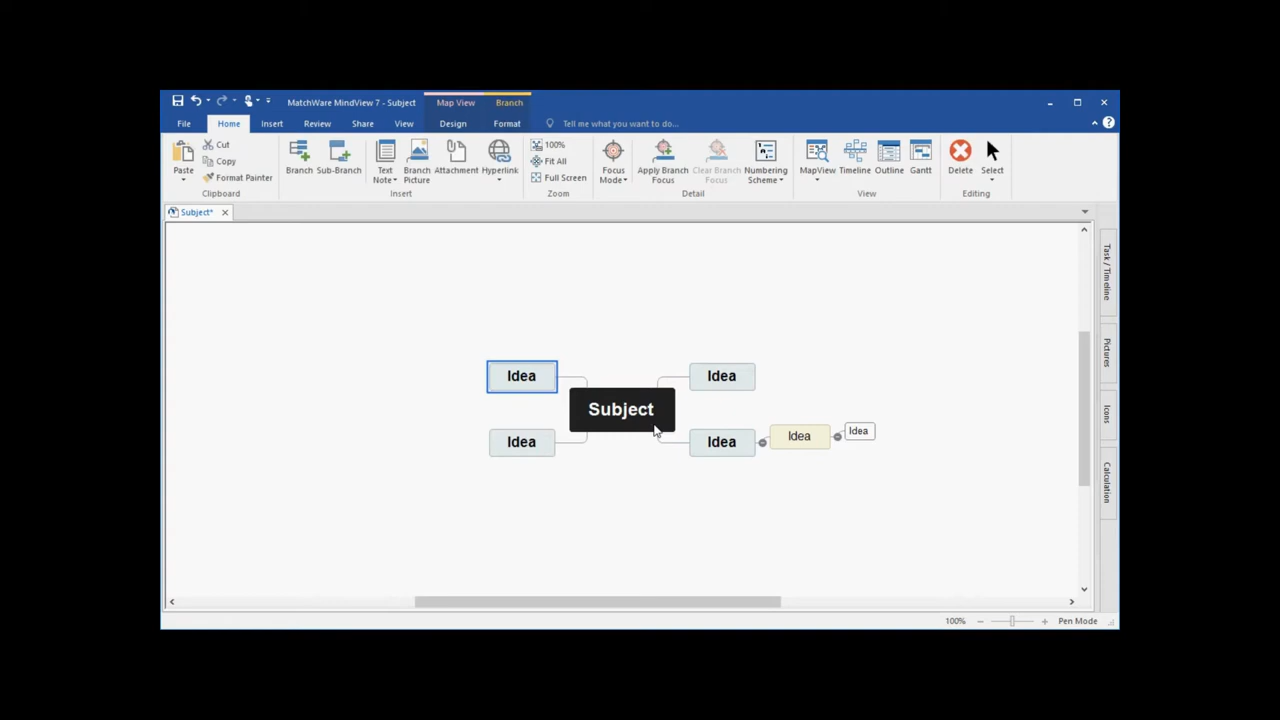 MatchWare MindView 7 - Subject
Map View
Branch
File
Home
Insert
Review
Share
View
Design
Format
Tell me what you want to do...
Paste
Cut
Copy
Format Painter
Clipboard
Branch
Sub-Branch
Text Note
Branch Picture
Attachment
Hyperlink
Insert
100%
Fit All
Full Screen
Zoom
Focus Mode
Apply Branch Focus
Clear Branch Focus
Numbering Scheme
Detail
MapView
Timeline
Outline
Gantt
View
Delete
Select
Editing
Subject*
Task / Timeline
Pictures
Icons
Calculation
Idea
Idea
Subject
Idea
Idea
Idea
Idea
100%
Pen Mode